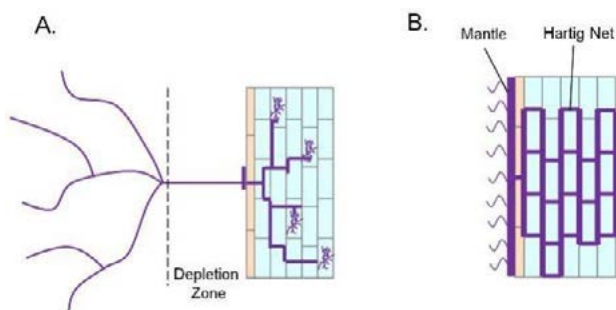 A.
B.
Mantle
Hartig Net
Depletion
Zone